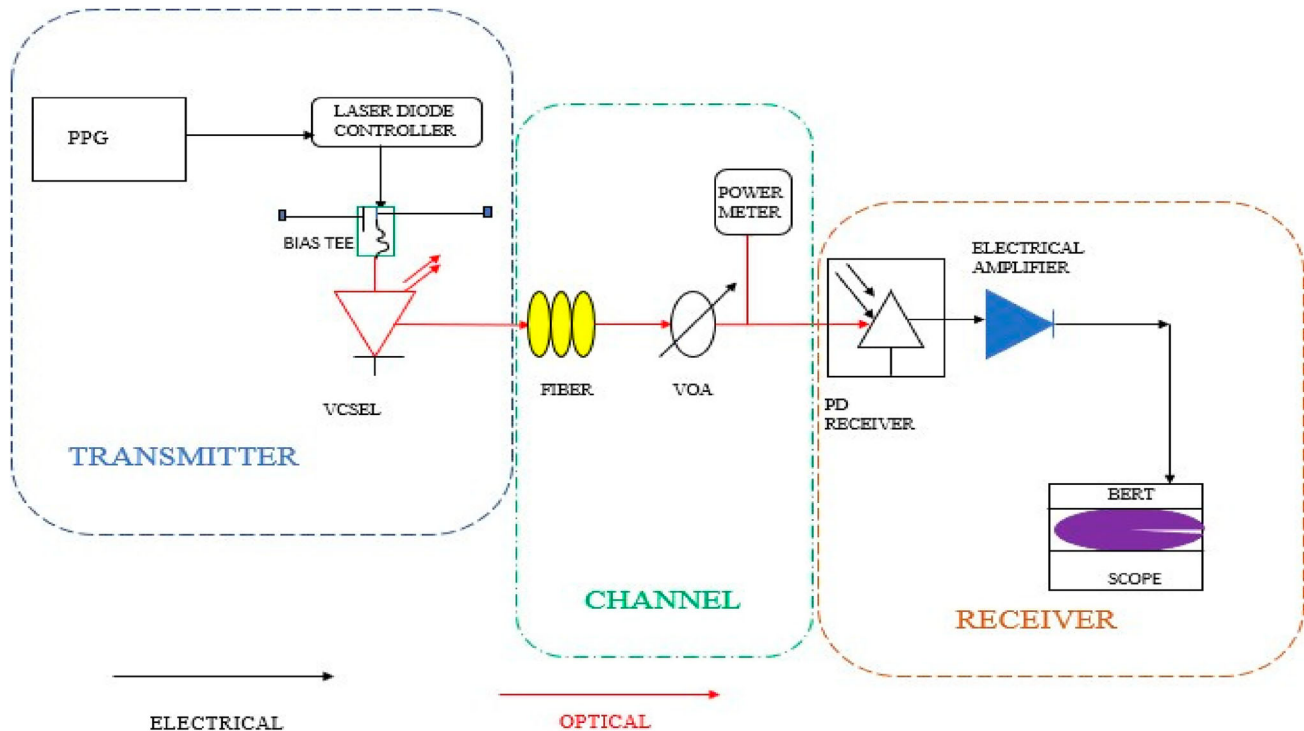 PPG
LASER DIODE
CONTROLLER
BIAS TEE
VCSEL
TRANSMITTER
POWER
METER
FIBER
VOA
CHANNEL
ELECTRICAL
AMPLIFIER
PD
RECEIVER
BERT
SCOPE
RECEIVER
ELECTRICAL
OPTICAL